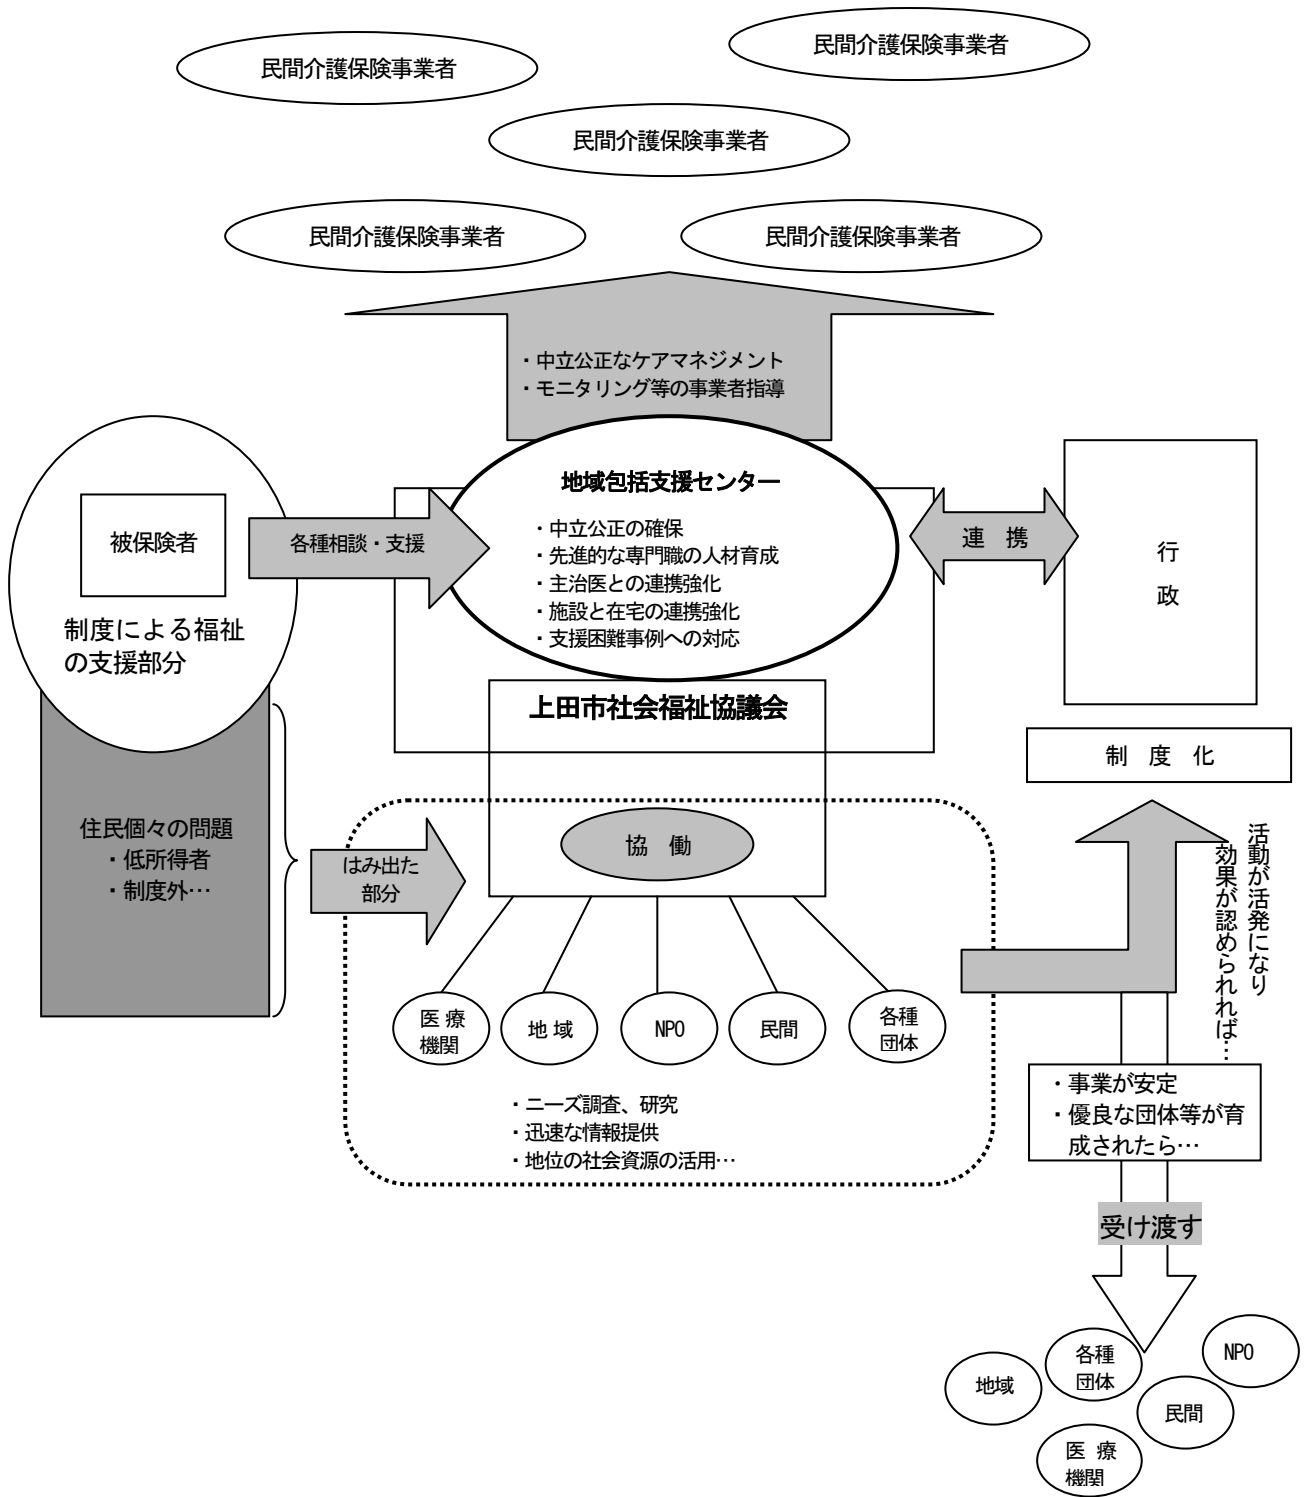 民間介護保険事業者
民間介護保険事業者
民間介護保険事業者
民間介護保険事業者
民間介護保険事業者
・中立公正なケアマネジメント
・モニタリング等の事業者指導
地域包括支援センター
・中立公正の確保
・先進的な専門職の人材育成
・主治医との連携強化
・施設と在宅の連携強化
・支援困難事例への対応
被保険者
制度による福祉
の支援部分
各種相談・支援
連 携
行
政
上田市社会福祉協議会
制 度 化
住民個々の問題
・低所得者
・制度外…
はみ出た
部分
協 働
活動が活発になり
効果が認められれば…
医 療
機関
地 域
NPO
民間
各種
団体
・ニーズ調査、研究
・迅速な情報提供
・地位の社会資源の活用…
・事業が安定
・優良な団体等が育
成されたら…
受け渡す
地域
各種
団体
NPO
民間
医 療
機関